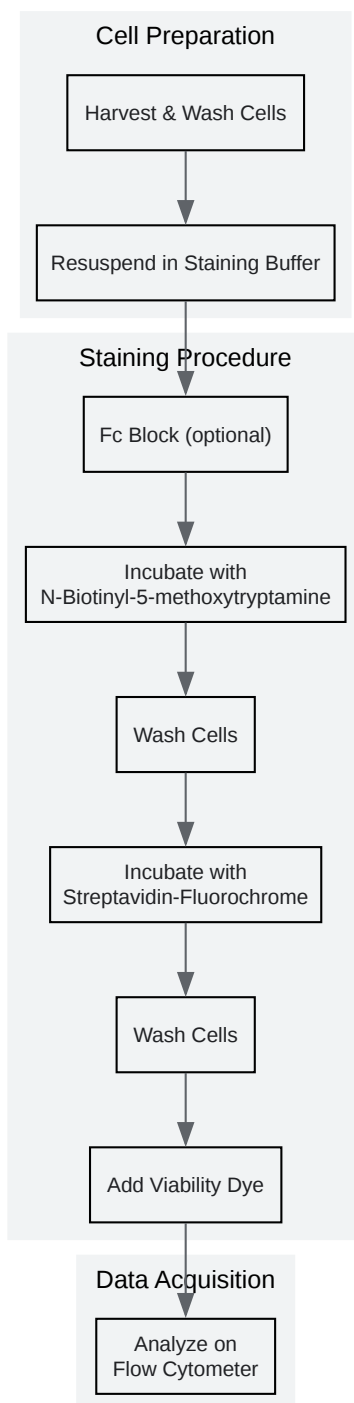 Cell Preparation
Harvest & Wash Cells
Resuspend in Staining Buffer
Staining Procedure
Fc Block (optional)
Incubate with
N-Biotinyl-5-methoxytryptamine
Wash Cells
Incubate with
Streptavidin-Fluorochrome
Wash Cells
Add Viability Dye
Data Acquisition
Analyze on
Flow Cytometer